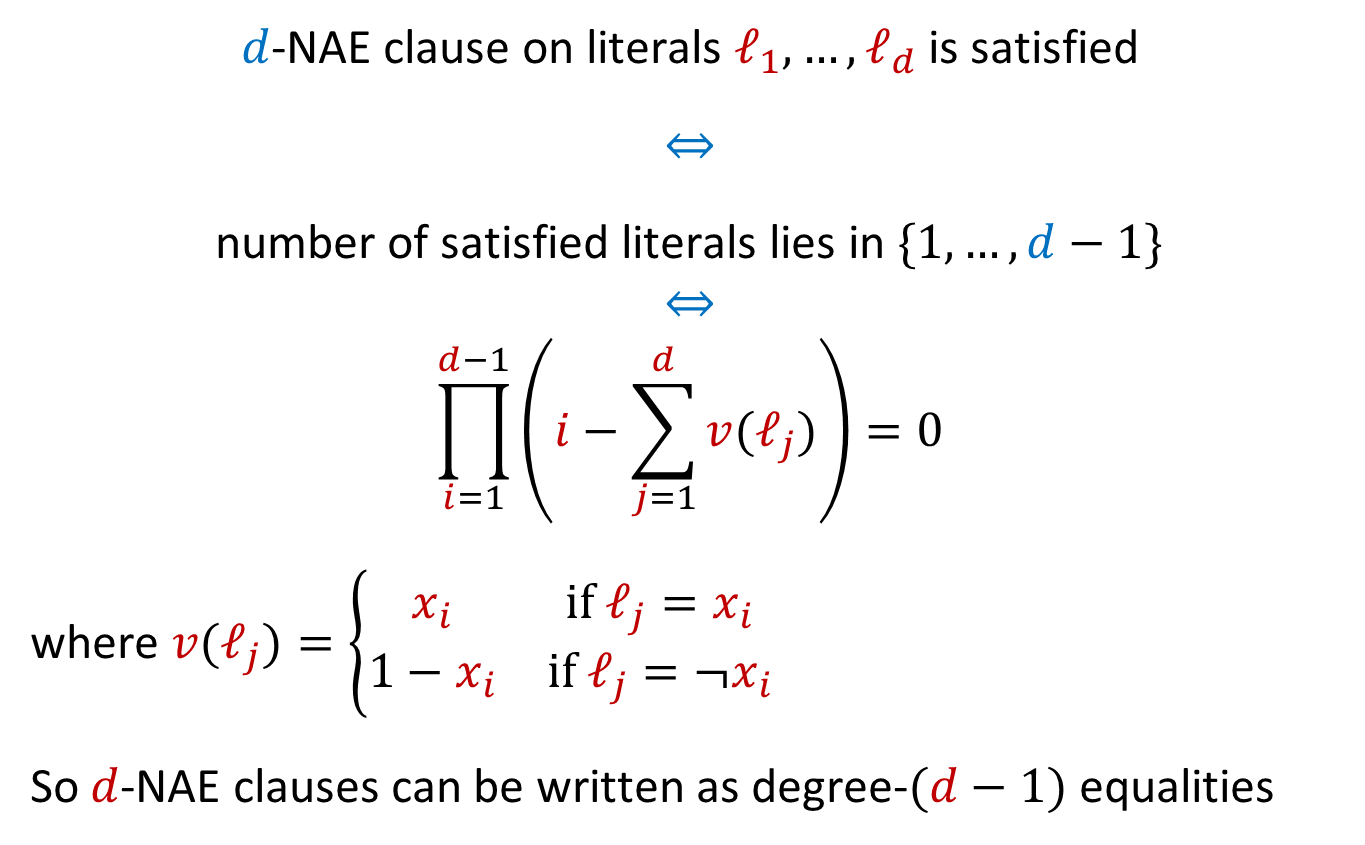 d-NAE clause on literals ℓ₁, …, ℓ_d is satisfied
⇔
number of satisfied literals lies in {1, …, d − 1}
⇔
∏_{i=1}^{d−1} (i − ∑_{j=1}^{d} v(ℓ_j)) = 0
where v(ℓ_j) = { x_i if ℓ_j = x_i
1 − x_i if ℓ_j = ¬x_i
So d-NAE clauses can be written as degree-(d − 1) equalities